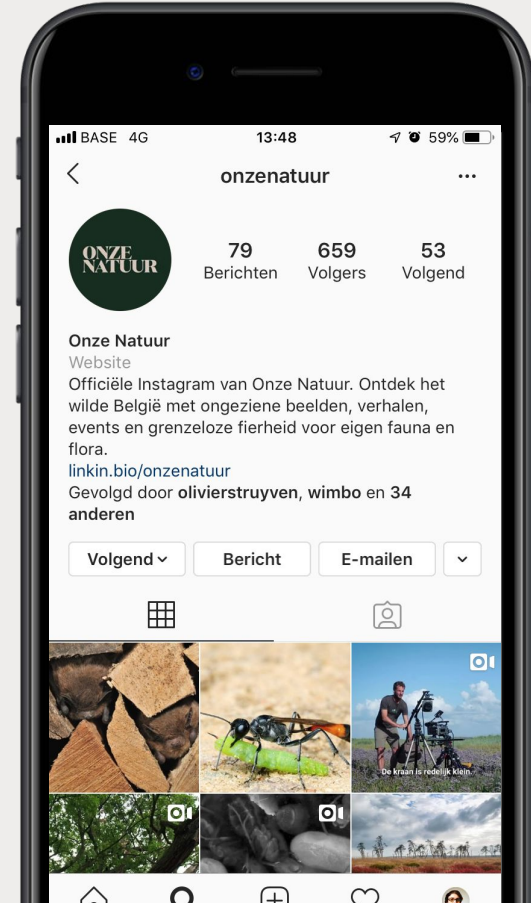 BASE 4G 13:48 59%
onzenatuur
ONZE
NATUUR
79 659 53
Berichten Volgers Volgend
Onze Natuur
Website
Officiële Instagram van Onze Natuur. Ontdek het
wilde België met ongeziene beelden, verhalen,
events en grenzeloze fierheid voor eigen fauna en
flora.
linkin.bio/onzenatuur
Gevolgd door olivierstruyven, wimbo en 34
anderen
Volgend Bericht E-mailen
De kraan is redelijk klein.